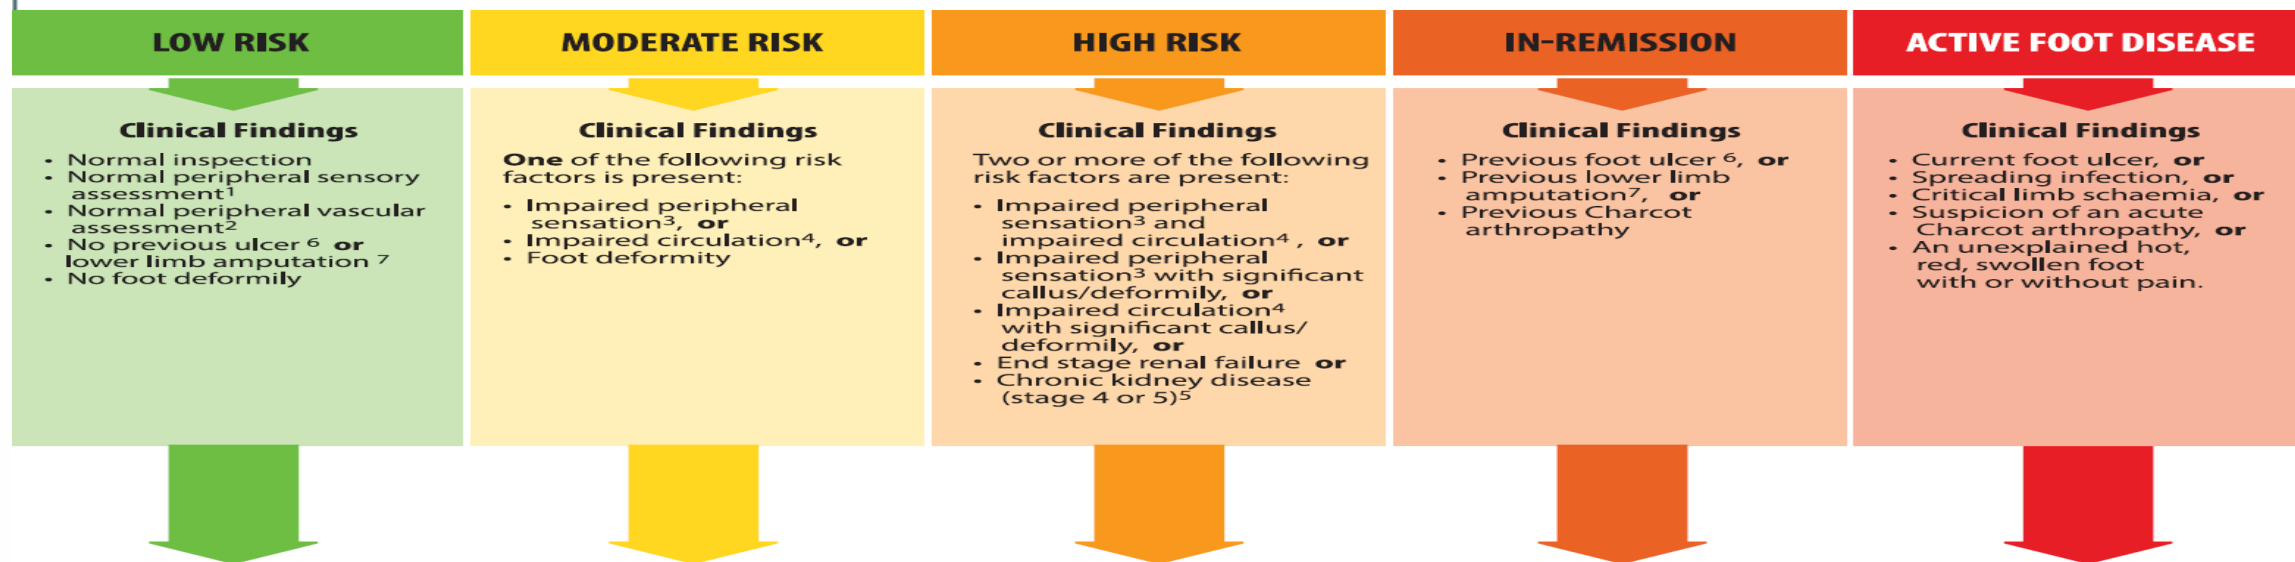 LOW RISK
Clinical Findings
• Normal inspection
• Normal peripheral sensory
assessment¹
• Normal peripheral vascular
assessment²
• No previous ulcer ⁶ or
lower limb amputation ⁷
• No foot deformily
MODERATE RISK
Clinical Findings
One of the following risk
factors is present:
• Impaired peripheral
sensation³, or
• Impaired circulation⁴, or
• Foot deformity
HIGH RISK
Clinical Findings
Two or more of the following
risk factors are present:
• Impaired peripheral
sensation³ and
impaired circulation⁴ , or
• Impaired peripheral
sensation³ with significant
callus/deformily, or
• Impaired circulation⁴
with significant callus/
deformily, or
• End stage renal failure or
• Chronic kidney disease
(stage 4 or 5)⁵
IN-REMISSION
Clinical Findings
• Previous foot ulcer ⁶, or
• Previous lower limb
amputation⁷, or
• Previous Charcot
arthropathy
ACTIVE FOOT DISEASE
Clinical Findings
• Current foot ulcer, or
• Spreading infection, or
• Critical limb schaemia, or
• Suspicion of an acute
Charcot arthropathy, or
• An unexplained hot,
red, swollen foot
with or without pain.